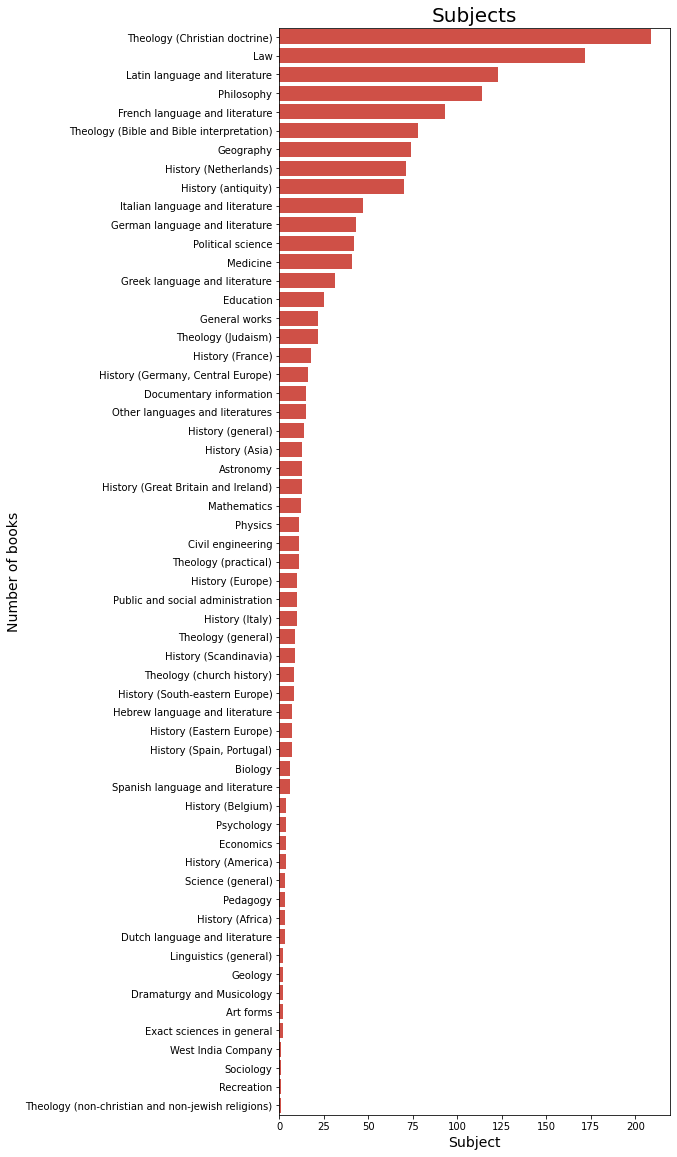 Subjects
Theology (Christian doctrine)
Law
Latin language and literature
Philosophy
French language and literature
Theology (Bible and Bible interpretation)
Geography
History (Netherlands)
History (antiquity)
Italian language and literature
German language and literature
Political science
Medicine
Greek language and literature
Education
General works
Theology (Judaism)
History (France)
History (Germany, Central Europe)
Documentary information
Other languages and literatures
History (general)
History (Asia)
Astronomy
History (Great Britain and Ireland)
Mathematics
Physics
Civil engineering
Theology (practical)
History (Europe)
Public and social administration
History (Italy)
Theology (general)
History (Scandinavia)
Theology (church history)
History (South-eastern Europe)
Hebrew language and literature
History (Eastern Europe)
History (Spain, Portugal)
Biology
Spanish language and literature
History (Belgium)
Psychology
Economics
History (America)
Science (general)
Pedagogy
History (Africa)
Dutch language and literature
Linguistics (general)
Geology
Dramaturgy and Musicology
Art forms
Exact sciences in general
West India Company
Sociology
Recreation
Theology (non-christian and non-jewish religions)
Number of books
0 25 50 75 100 125 150 175 200
Subject